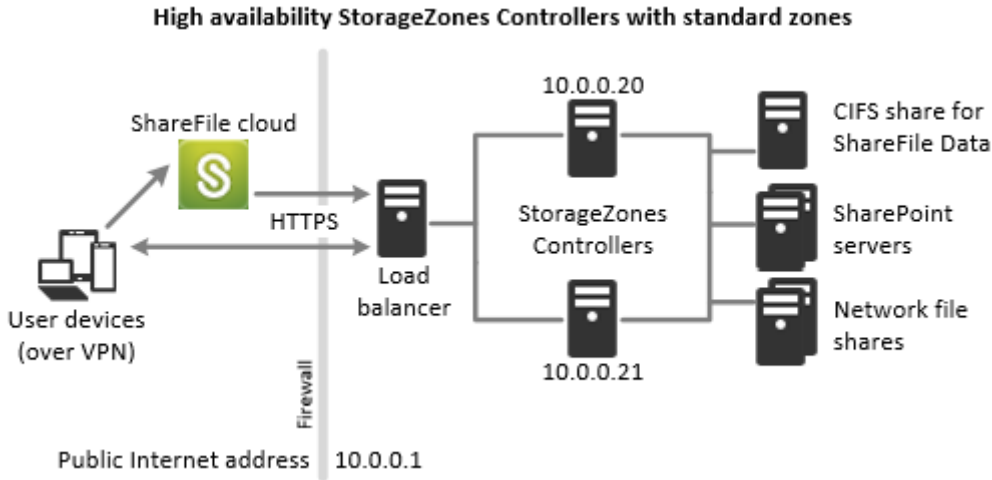 High availability StorageZones Controllers with standard zones
ShareFile cloud
S
HTTPS
User devices
(over VPN)
Load
balancer
Firewall
Public Internet address
10.0.0.1
10.0.0.20
StorageZones
Controllers
10.0.0.21
CIFS share for
ShareFile Data
SharePoint
servers
Network file
shares